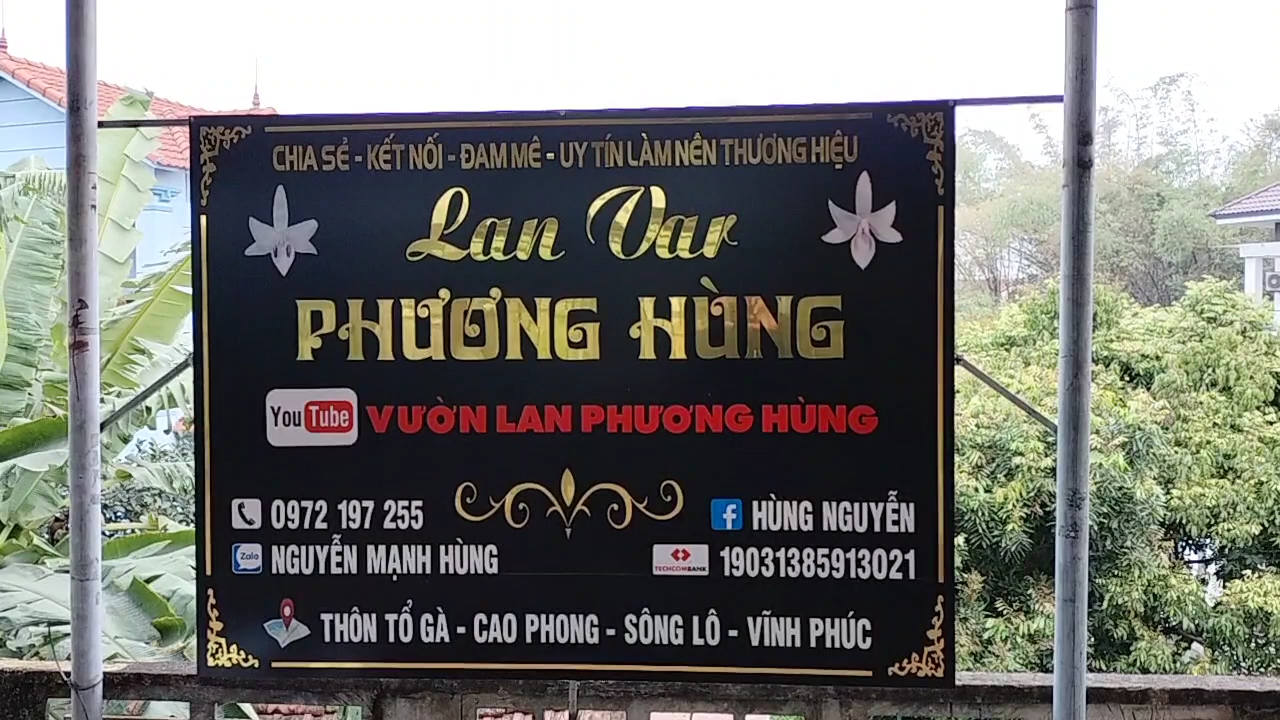 CHIA SẺ - KẾT NỐI - ĐAM MÊ - UY TÍN LÀM NÊN THƯƠNG HIỆU
Lan Var
PHƯƠNG HÙNG
YouTube VƯỜN LAN PHƯƠNG HÙNG
0972 197 255
f HÙNG NGUYỄN
Zalo NGUYỄN MẠNH HÙNG
TECHCOMBANK 19031385913021
THÔN TỔ GÀ - CAO PHONG - SÔNG LÔ - VĨNH PHÚC